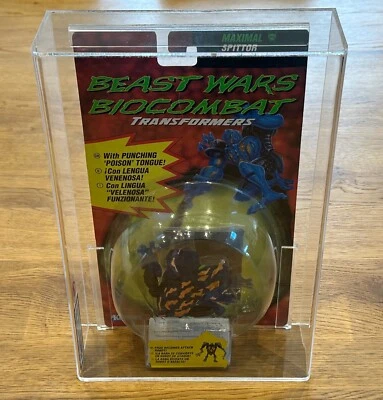 MAXIMAL
SPITTOR
BEAST WARS
BIOCOMBAT
TRANSFORMERS
With PUNCHING
'POISON' TONGUE!
¡Con LENGUA
VENENOSA!
Con LINGUA
"VELENOSA"
FUNZIONANTE!